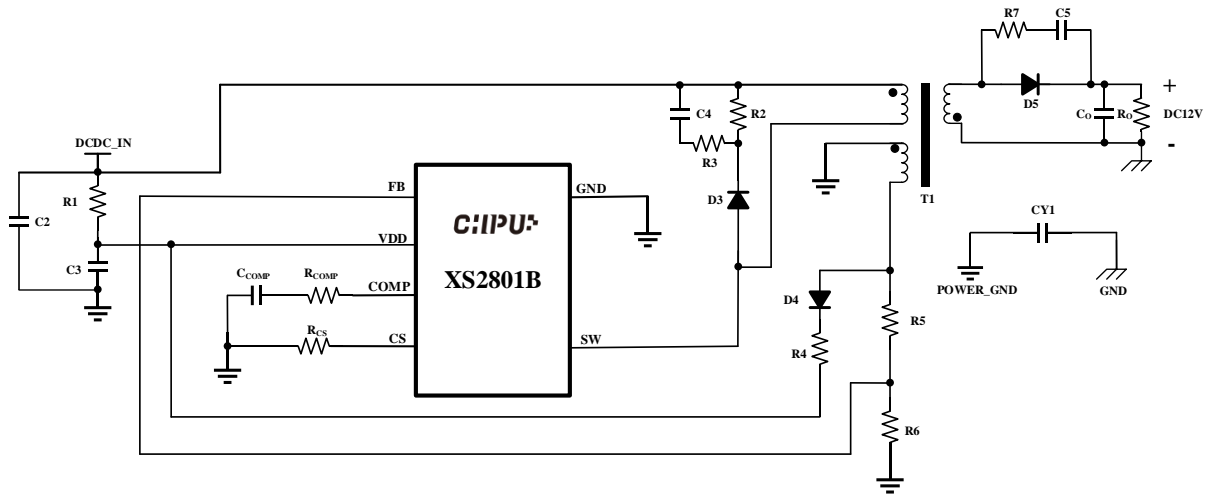 R7
C5
D5
+
C4
R2
CO
RO
DC12V
DCDC_IN
R3
-
R1
FB
GND
D3
T1
C2
CHIPUP
VDD
CY1
C3
XS2801B
CCOMP
RCOMP
COMP
D4
POWER_GND
GND
RCS
CS
SW
R5
R4
R6